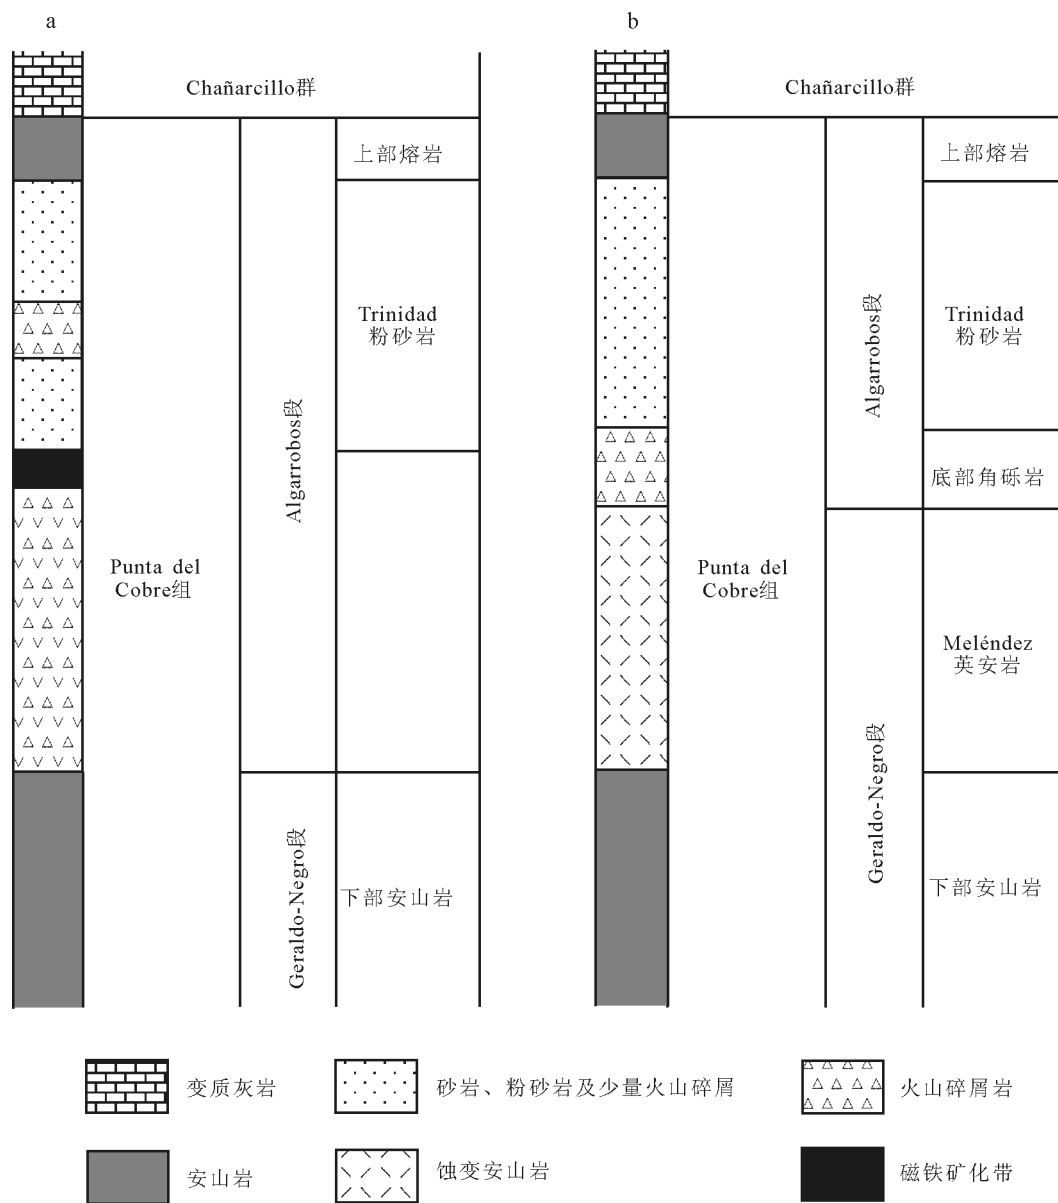 a
Chañarcillo群
上部熔岩
Trinidad
粉砂岩
Algarrobos段
Punta del
Cobre组
Geraldo-Negro段
下部安山岩
b
Chañarcillo群
上部熔岩
Trinidad
粉砂岩
Algarrobos段
底部角砾岩
Punta del
Cobre组
Meléndez
英安岩
Geraldo-Negro段
下部安山岩
变质灰岩
砂岩、粉砂岩及少量火山碎屑
火山碎屑岩
安山岩
蚀变安山岩
磁铁矿化带